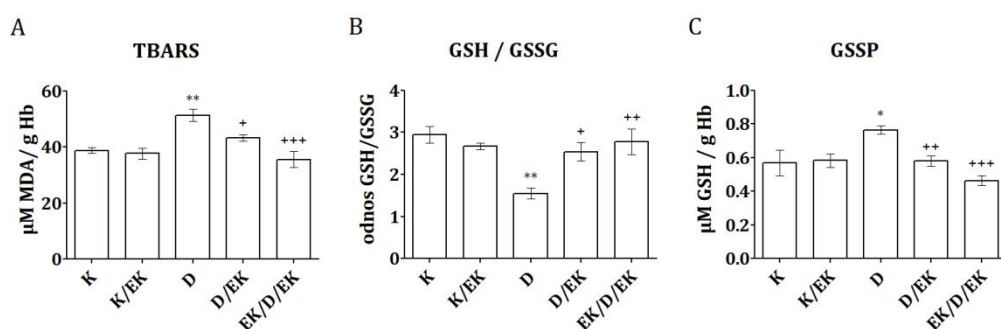 A
TBARS
µM MDA/ g Hb
60
40
20
0
**
+
+++
K
K/EK
D
D/EK
EK/D/EK
B
GSH / GSSG
odnos GSH/GSSG
4
3
2
1
0
**
+
++
K
K/EK
D
D/EK
EK/D/EK
C
GSSP
µM GSH / g Hb
1.0
0.8
0.6
0.4
0.2
0.0
*
++
+++
K
K/EK
D
D/EK
EK/D/EK